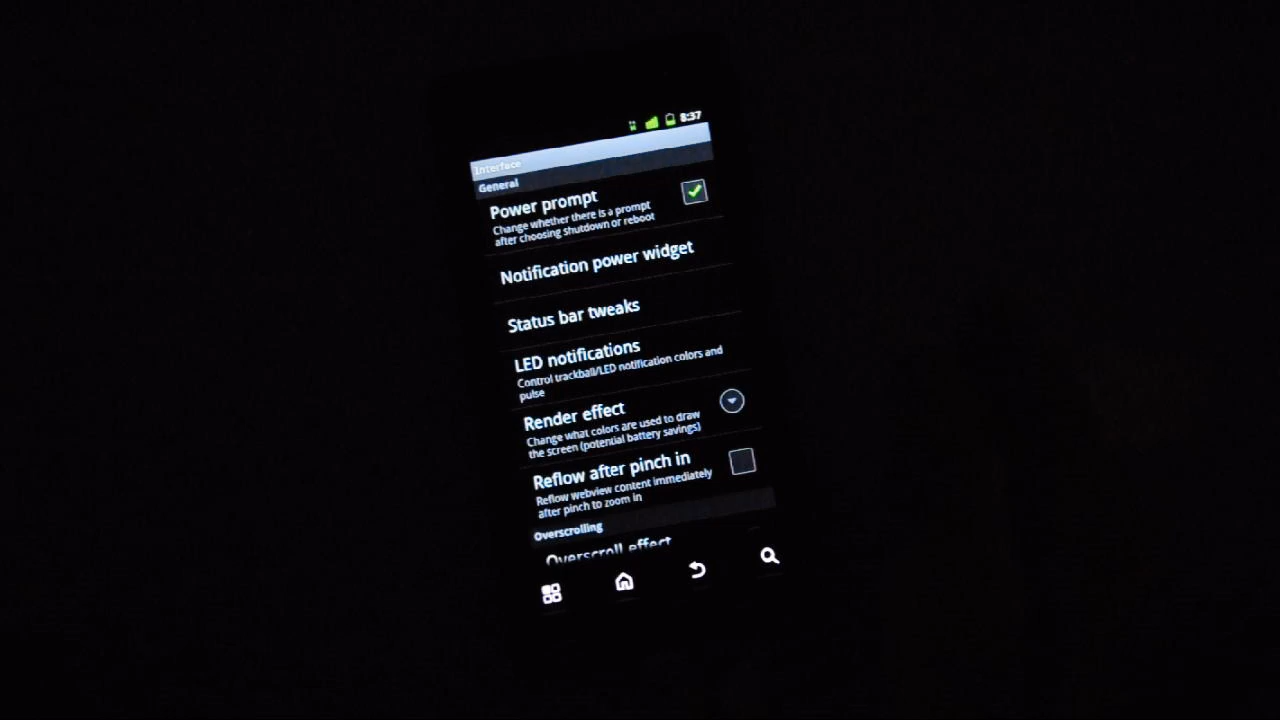 8:37
Interface
General
Power prompt
Change whether there is a prompt
after choosing shutdown or reboot
Notification power widget
Status bar tweaks
LED notifications
Control trackball/LED notification colors and
pulse
Render effect
Change what colors are used to draw
the screen (potential battery savings)
Reflow after pinch in
Reflow webview content immediately
after pinch to zoom in
Overscrolling
Overscroll effect